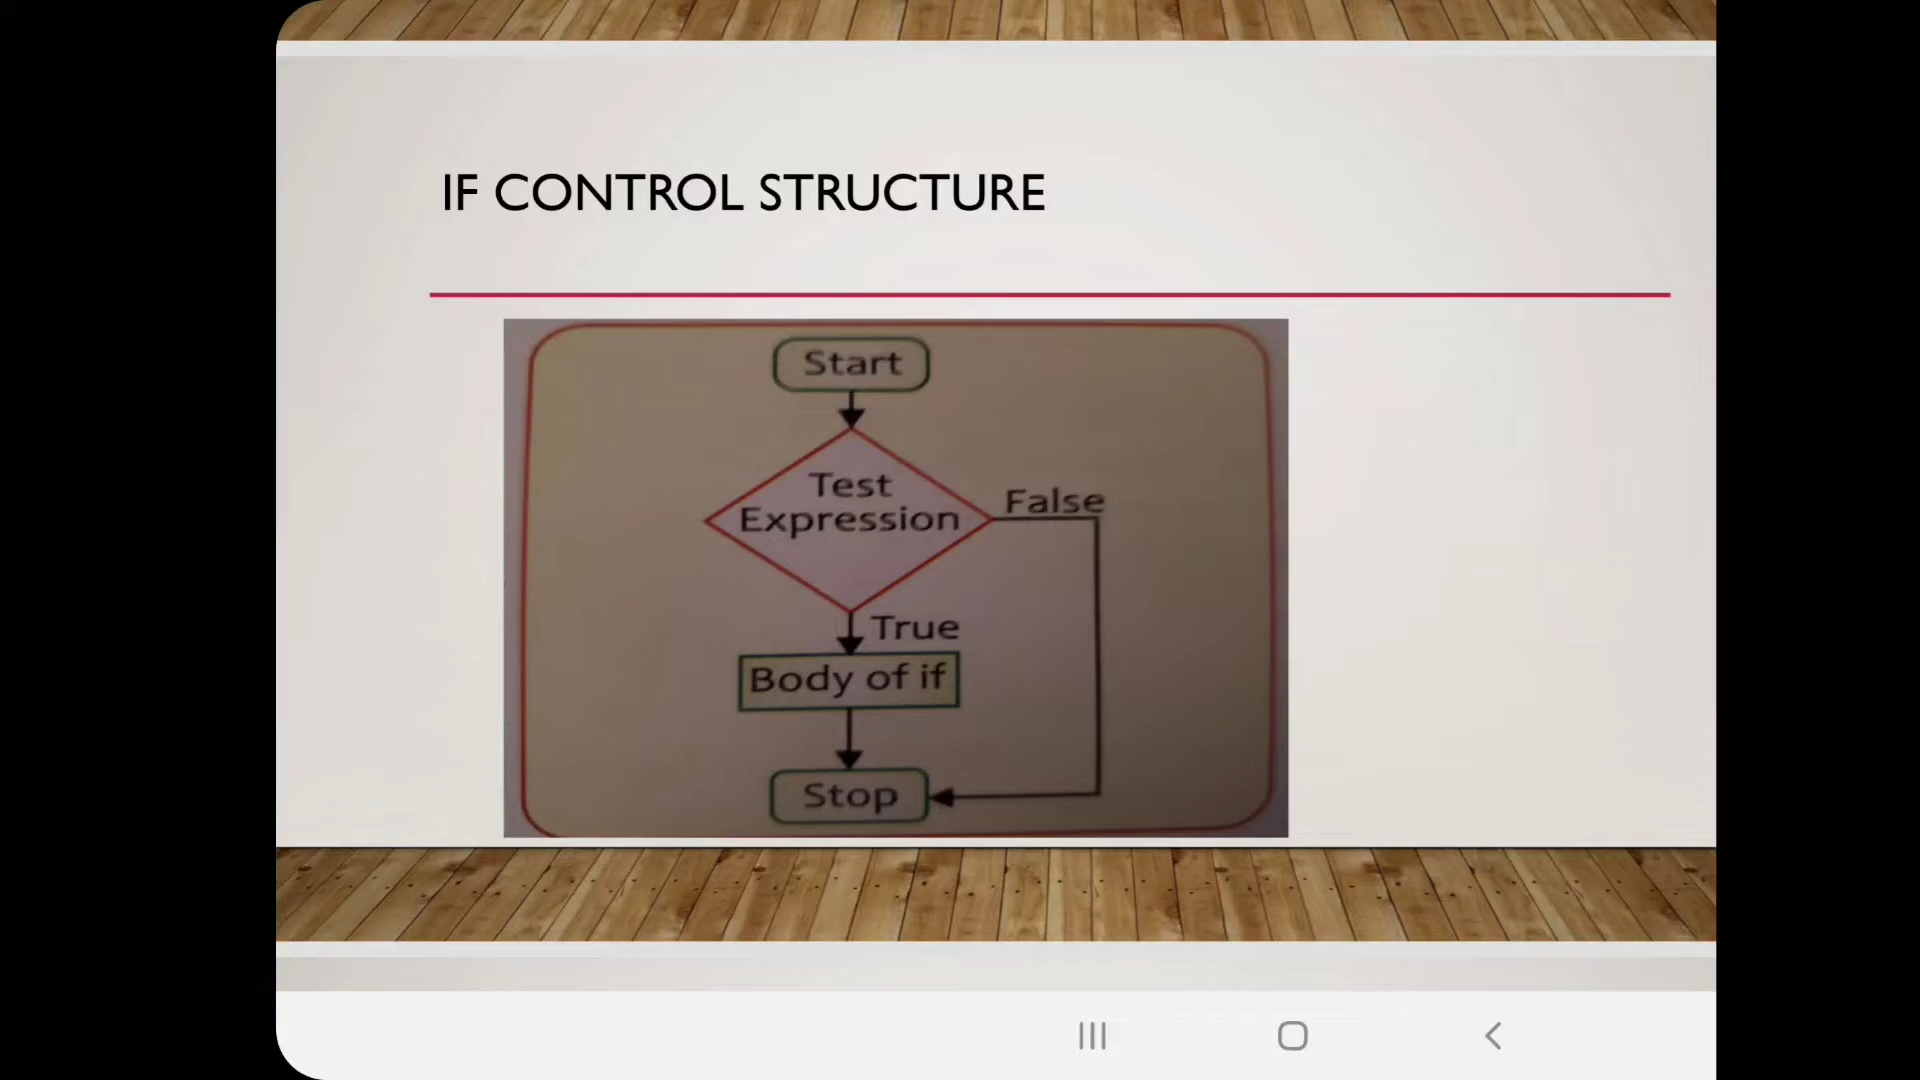 IF CONTROL STRUCTURE
Start
Test
Expression
False
True
Body of if
Stop